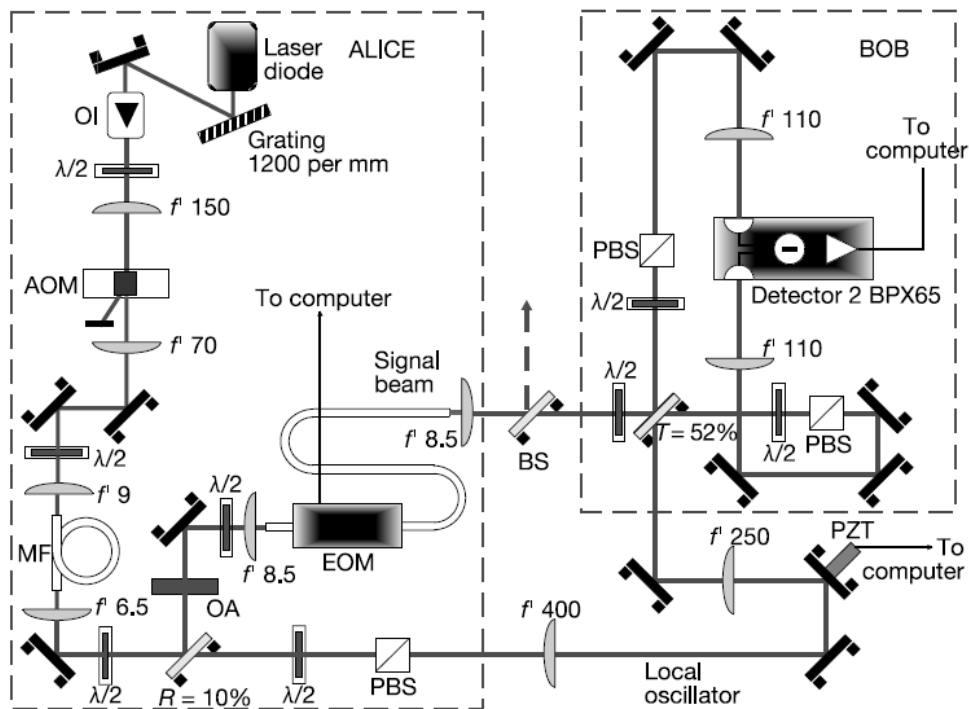 Laser
diode
ALICE
OI
Grating
1200 per mm
λ/2
f' 150
AOM
f' 70
To computer
Signal
beam
λ/2
f' 9
λ/2
f' 8.5
MF
f' 8.5
EOM
f' 6.5
OA
λ/2
R = 10%
λ/2
PBS
BS
f' 400
Local
oscillator
BOB
f' 110
To
computer
PBS
λ/2
Detector 2 BPX65
f' 110
λ/2
T = 52%
λ/2
PBS
f' 250
PZT
To
computer